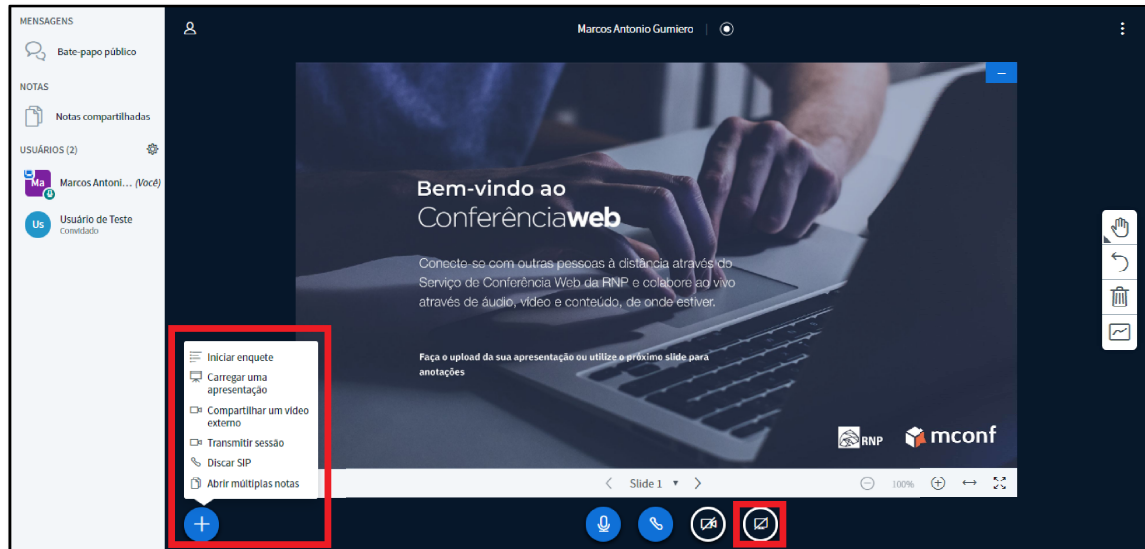 MENSAGENS
Bate-papo público
NOTAS
Notas compartilhadas
USUÁRIOS (2)
Ma
Marcos Antoni... (Você)
Us
Usuário de Teste
Convidado
Marcos Antonio Gumiero
Bem-vindo ao
Conferênciaweb
Conecte-se com outras pessoas à distância através do
Serviço de Conferência Web da RNP e colabore ao vivo
através de áudio, vídeo e conteúdo, de onde estiver.
Faça o upload da sua apresentação ou utilize o próximo slide para
anotações
RNP
mconf
Iniciar enquete
Carregar uma
apresentação
Compartilhar um vídeo
externo
Transmitir sessão
Discar SIP
Abrir múltiplas notas
Slide 1
100%